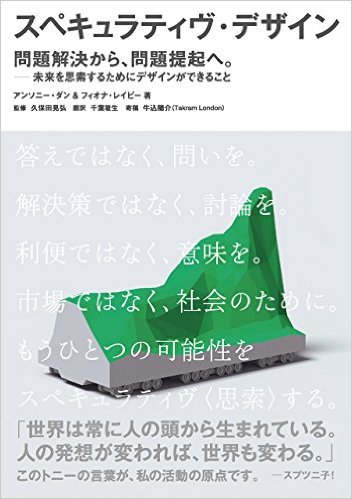 スペキュラティヴ・デザイン
問題解決から、問題提起へ。
—未来を思索するためにデザインができること
アンソニー・ダン & フィオナ・レイビー 著
監修 久保田晃弘 翻訳 千葉敏生 寄稿 牛込陽介(Takram London)
答えではなく、問いを。
解決策ではなく、討論を。
利便ではなく、意味を。
市場ではなく、社会のために。
もうひとつの可能性を
スペキュラティヴ〈思索〉する。
「世界は常に人の頭から生まれている。
人の発想が変われば、世界も変わる。」
このトニーの言葉が、私の活動の原点です。 —スプツニ子!